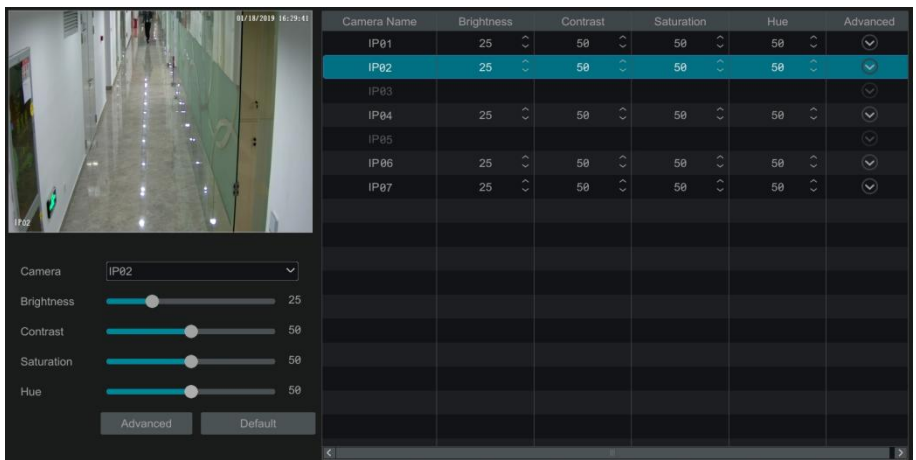 01/18/2019 16:29:41
IP02
Camera IP02
Brightness 25
Contrast 50
Saturation 50
Hue 50
Advanced Default
Camera Name Brightness Contrast Saturation Hue Advanced
IP01 25 50 50 50
IP02 25 50 50 50
IP03
IP04 25 50 50 50
IP05
IP06 25 50 50 50
IP07 25 50 50 50